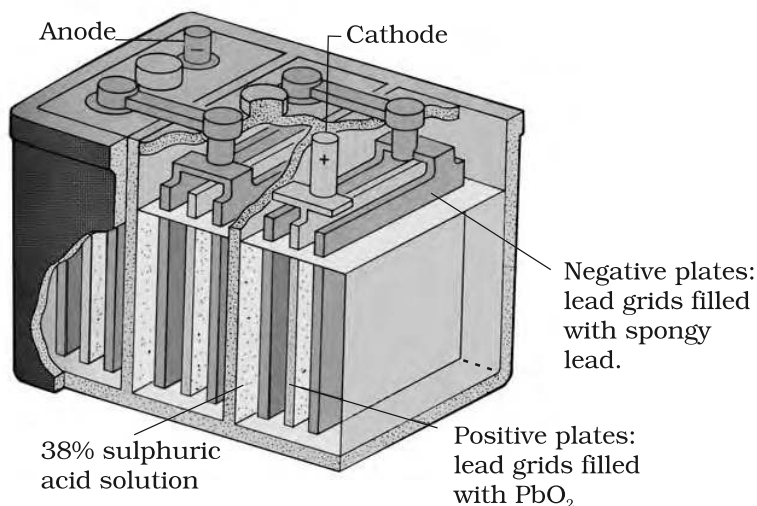 Anode
Cathode
−
+
Negative plates:
lead grids filled
with spongy
lead.
38% sulphuric
acid solution
Positive plates:
lead grids filled
with PbO₂